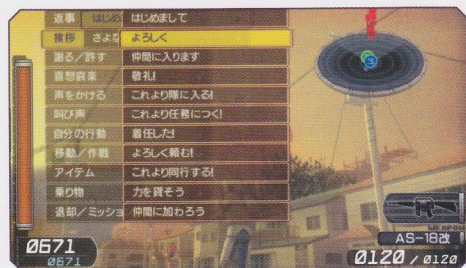 返事 はじめ はじめまして
挨拶 さよな よろしく
謝る／許す 仲間に入ります
喜怒哀楽 敬礼!
声をかける これより隊に入る!
叫び声 これより任務につく!
自分の行動 着任した!
移動／作戦 よろしく頼む!
アイテム これより同行する!
乗り物 力を貸そう
退却／ミッショ 仲間に加わろう
0671
0671
WEAPON
AS-18改
0120 / 0120